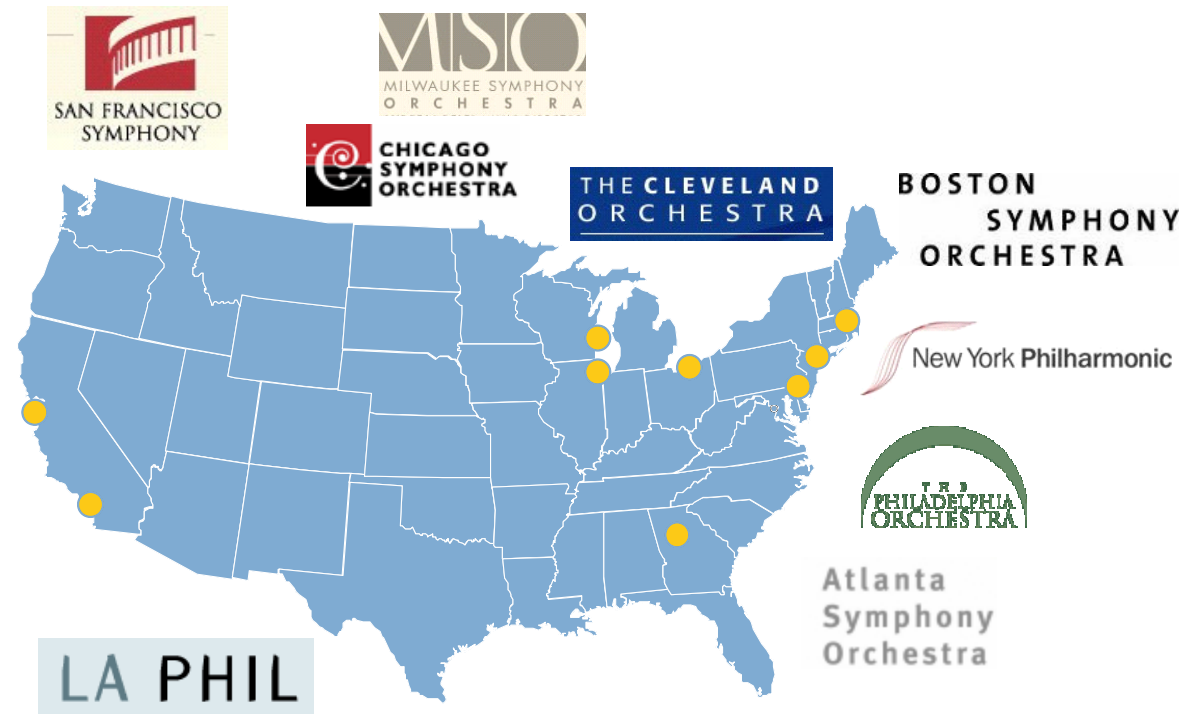 SAN FRANCISCO
SYMPHONY
MSO
MILWAUKEE SYMPHONY
ORCHESTRA
CHICAGO
SYMPHONY
ORCHESTRA
THE CLEVELAND
ORCHESTRA
BOSTON
SYMPHONY
ORCHESTRA
New York Philharmonic
THE
PHILADELPHIA
ORCHESTRA
Atlanta
Symphony
Orchestra
LA PHIL